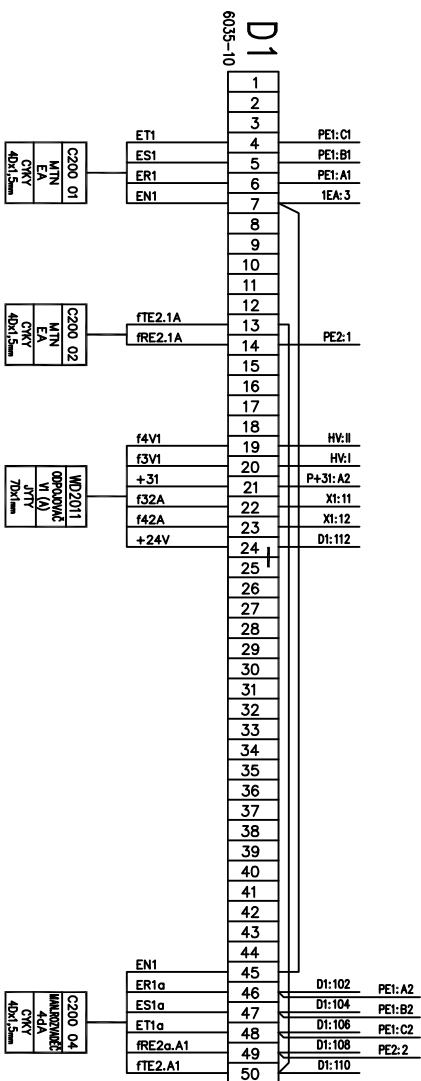 D1
6035-10
1
2
3
ET1 4 PE1:C1
ES1 5 PE1:B1
ER1 6 PE1:A1
EN1 7 1EA:3
C200 01
MTN
EA
CYKY
4Dx1,5mm
8
9
10
11
12
fTE2.1A 13
fRE2.1A 14 PE2:1
C200 02
MTN
EA
CYKY
4Dx1,5mm
15
16
17
18
f4V1 19 HV:II
f3V1 20 HV:I
+31 21 P+31:A2
f32A 22 X1:11
f42A 23 X1:12
+24V 24 D1:112
WD2011
ODPOJOVAČ
V1 (A)
JYTY
7Dx1mm
25
26
27
28
29
30
31
32
33
34
35
36
37
38
39
40
41
42
43
44
EN1 45
ER1a 46 D1:102 PE1:A2
ES1a 47 D1:104 PE1:B2
ET1a 48 D1:106 PE1:C2
fRE2a.A1 49 D1:108 PE2:2
fTE2.A1 50 D1:110
C200 04
4-dA
CYKY
4Dx1,5mm